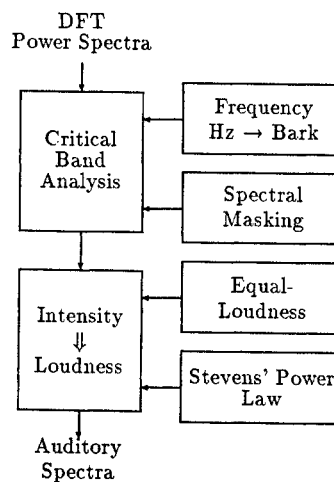 DFT
Power Spectra
Frequency
Hz → Bark
Critical
Band
Analysis
Spectral
Masking
Equal-
Loudness
Intensity
⇓
Loudness
Stevens' Power
Law
Auditory
Spectra